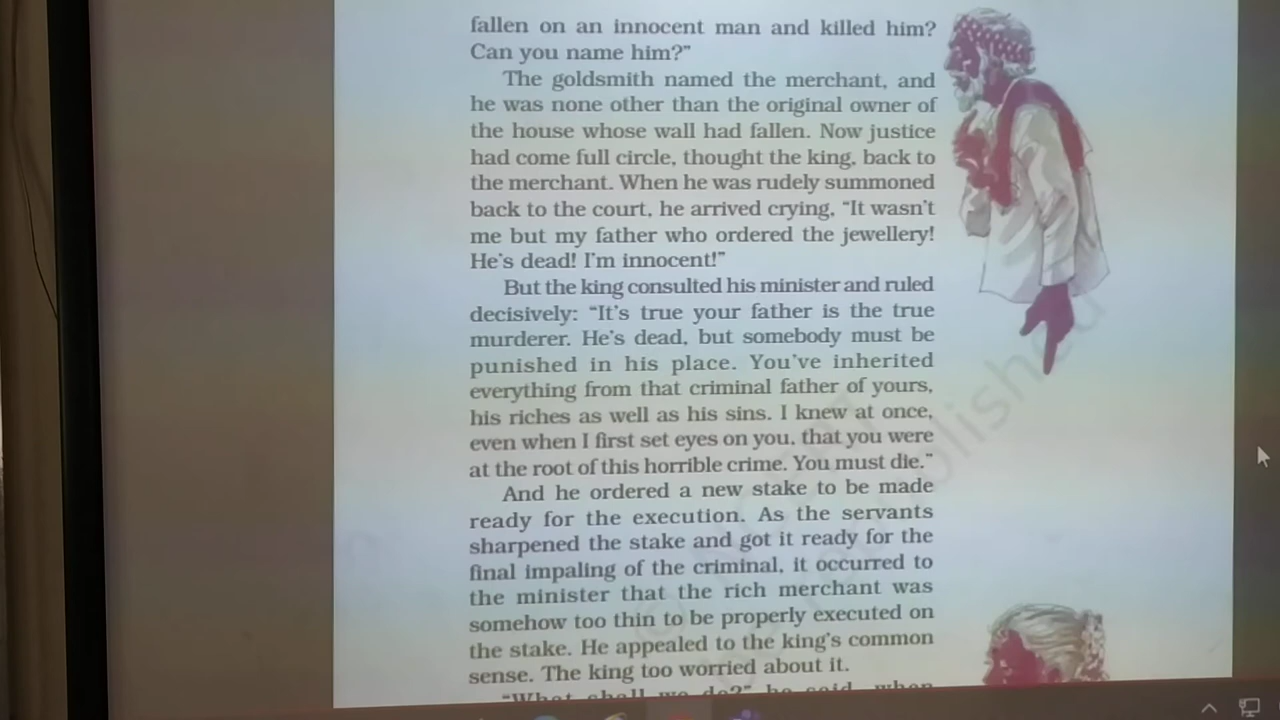 fallen on an innocent man and killed him?
Can you name him?"
The goldsmith named the merchant, and
he was none other than the original owner of
the house whose wall had fallen. Now justice
had come full circle, thought the king, back to
the merchant. When he was rudely summoned
back to the court, he arrived crying, "It wasn't
me but my father who ordered the jewellery!
He's dead! I'm innocent!"
But the king consulted his minister and ruled
decisively: "It's true your father is the true
murderer. He's dead, but somebody must be
punished in his place. You've inherited
everything from that criminal father of yours,
his riches as well as his sins. I knew at once,
even when I first set eyes on you, that you were
at the root of this horrible crime. You must die."
And he ordered a new stake to be made
ready for the execution. As the servants
sharpened the stake and got it ready for the
final impaling of the criminal, it occurred to
the minister that the rich merchant was
somehow too thin to be properly executed on
the stake. He appealed to the king's common
sense. The king too worried about it.
"What shall we do?" he said, when